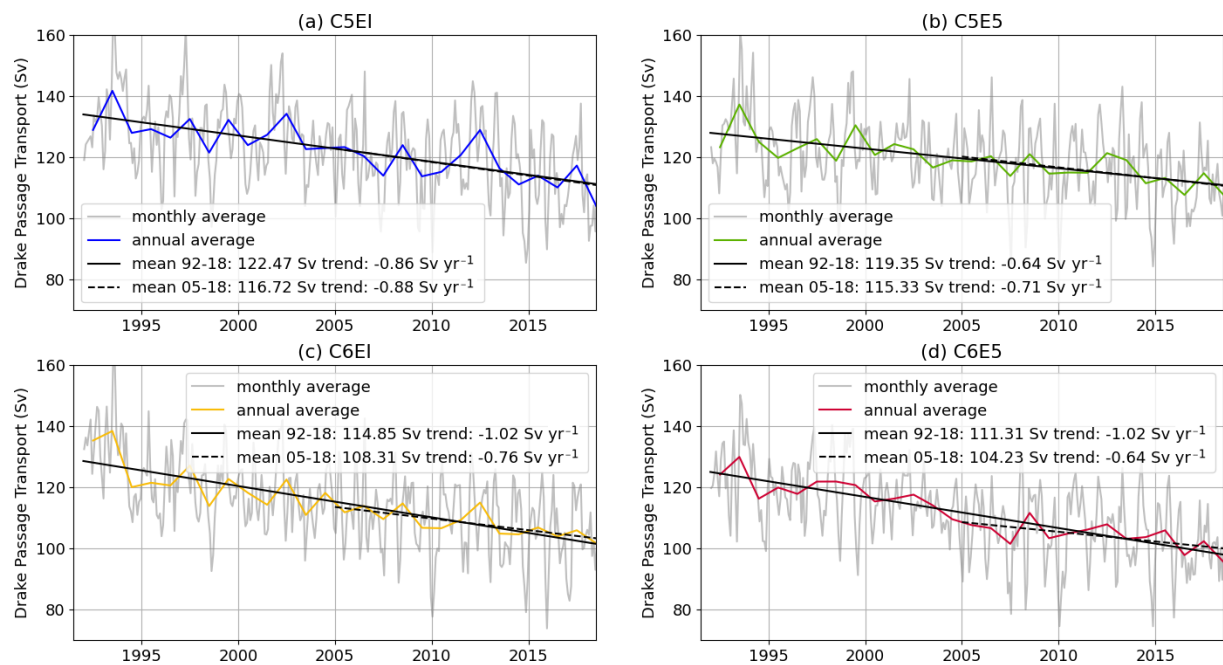 (a) C5EI
Drake Passage Transport (Sv)
160
140
120
100
80
monthly average
annual average
mean 92-18: 122.47 Sv trend: -0.86 Sv yr⁻¹
mean 05-18: 116.72 Sv trend: -0.88 Sv yr⁻¹
1995 2000 2005 2010 2015
(b) C5E5
Drake Passage Transport (Sv)
160
140
120
100
80
monthly average
annual average
mean 92-18: 119.35 Sv trend: -0.64 Sv yr⁻¹
mean 05-18: 115.33 Sv trend: -0.71 Sv yr⁻¹
1995 2000 2005 2010 2015
(c) C6EI
Drake Passage Transport (Sv)
160
140
120
100
80
monthly average
annual average
mean 92-18: 114.85 Sv trend: -1.02 Sv yr⁻¹
mean 05-18: 108.31 Sv trend: -0.76 Sv yr⁻¹
1995 2000 2005 2010 2015
(d) C6E5
Drake Passage Transport (Sv)
160
140
120
100
80
monthly average
annual average
mean 92-18: 111.31 Sv trend: -1.02 Sv yr⁻¹
mean 05-18: 104.23 Sv trend: -0.64 Sv yr⁻¹
1995 2000 2005 2010 2015